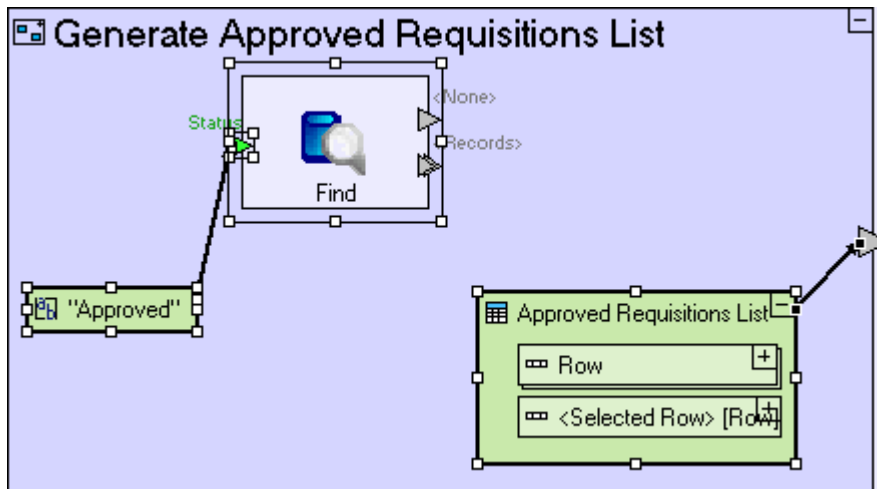 Generate Approved Requisitions List
<None>
Status
Records>
Find
"Approved"
Approved Requisitions List
Row
<Selected Row> [Row]